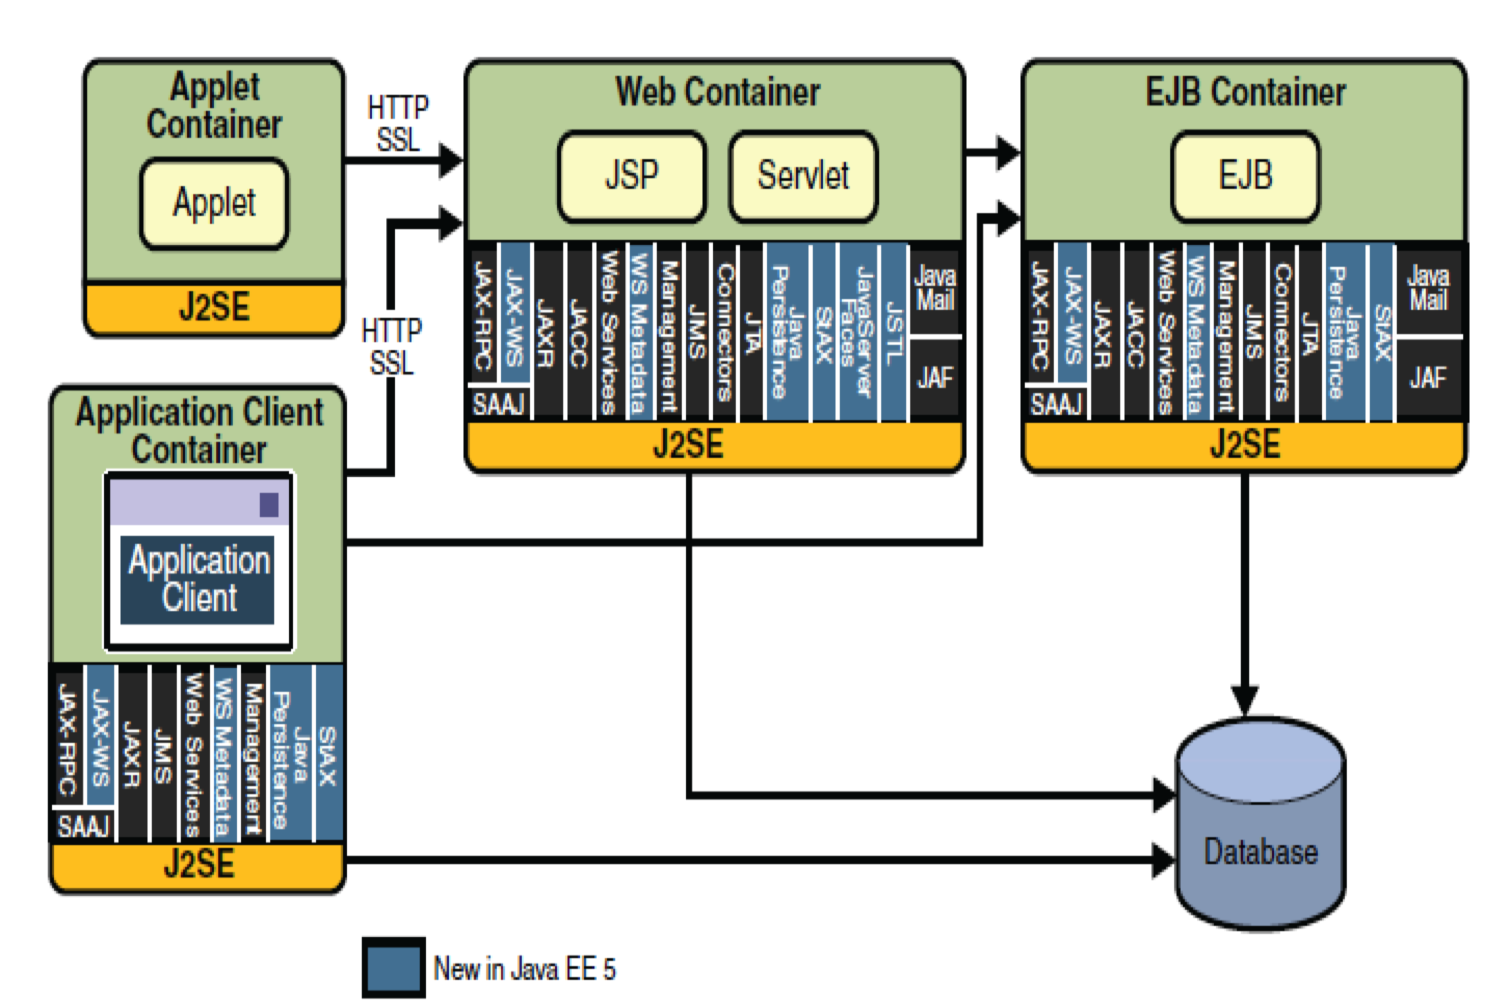 Applet
Container
Applet
J2SE
HTTP
SSL
HTTP
SSL
Web Container
JSP
Servlet
JAX-RPC
JAX-WS
SAAJ
JAXR
JACC
Web Services
WS Metadata
Management
JMS
Connectors
JTA
Java
Persistence
StAX
JavaServer
Faces
JSTL
Java
Mail
JAF
J2SE
EJB Container
EJB
JAX-RPC
JAX-WS
SAAJ
JAXR
JACC
Web Services
WS Metadata
Management
JMS
Connectors
JTA
Java
Persistence
StAX
Java
Mail
JAF
J2SE
Application Client
Container
Application
Client
JAX-RPC
JAX-WS
SAAJ
JAXR
JMS
Web Services
WS Metadata
Management
Java
Persistence
StAX
J2SE
Database
New in Java EE 5